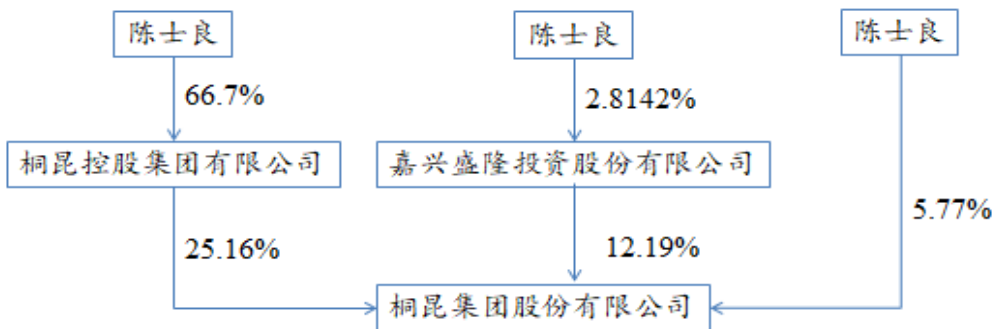 陈士良
陈士良
陈士良
66.7%
2.8142%
桐昆控股集团有限公司
嘉兴盛隆投资股份有限公司
5.77%
25.16%
12.19%
桐昆集团股份有限公司